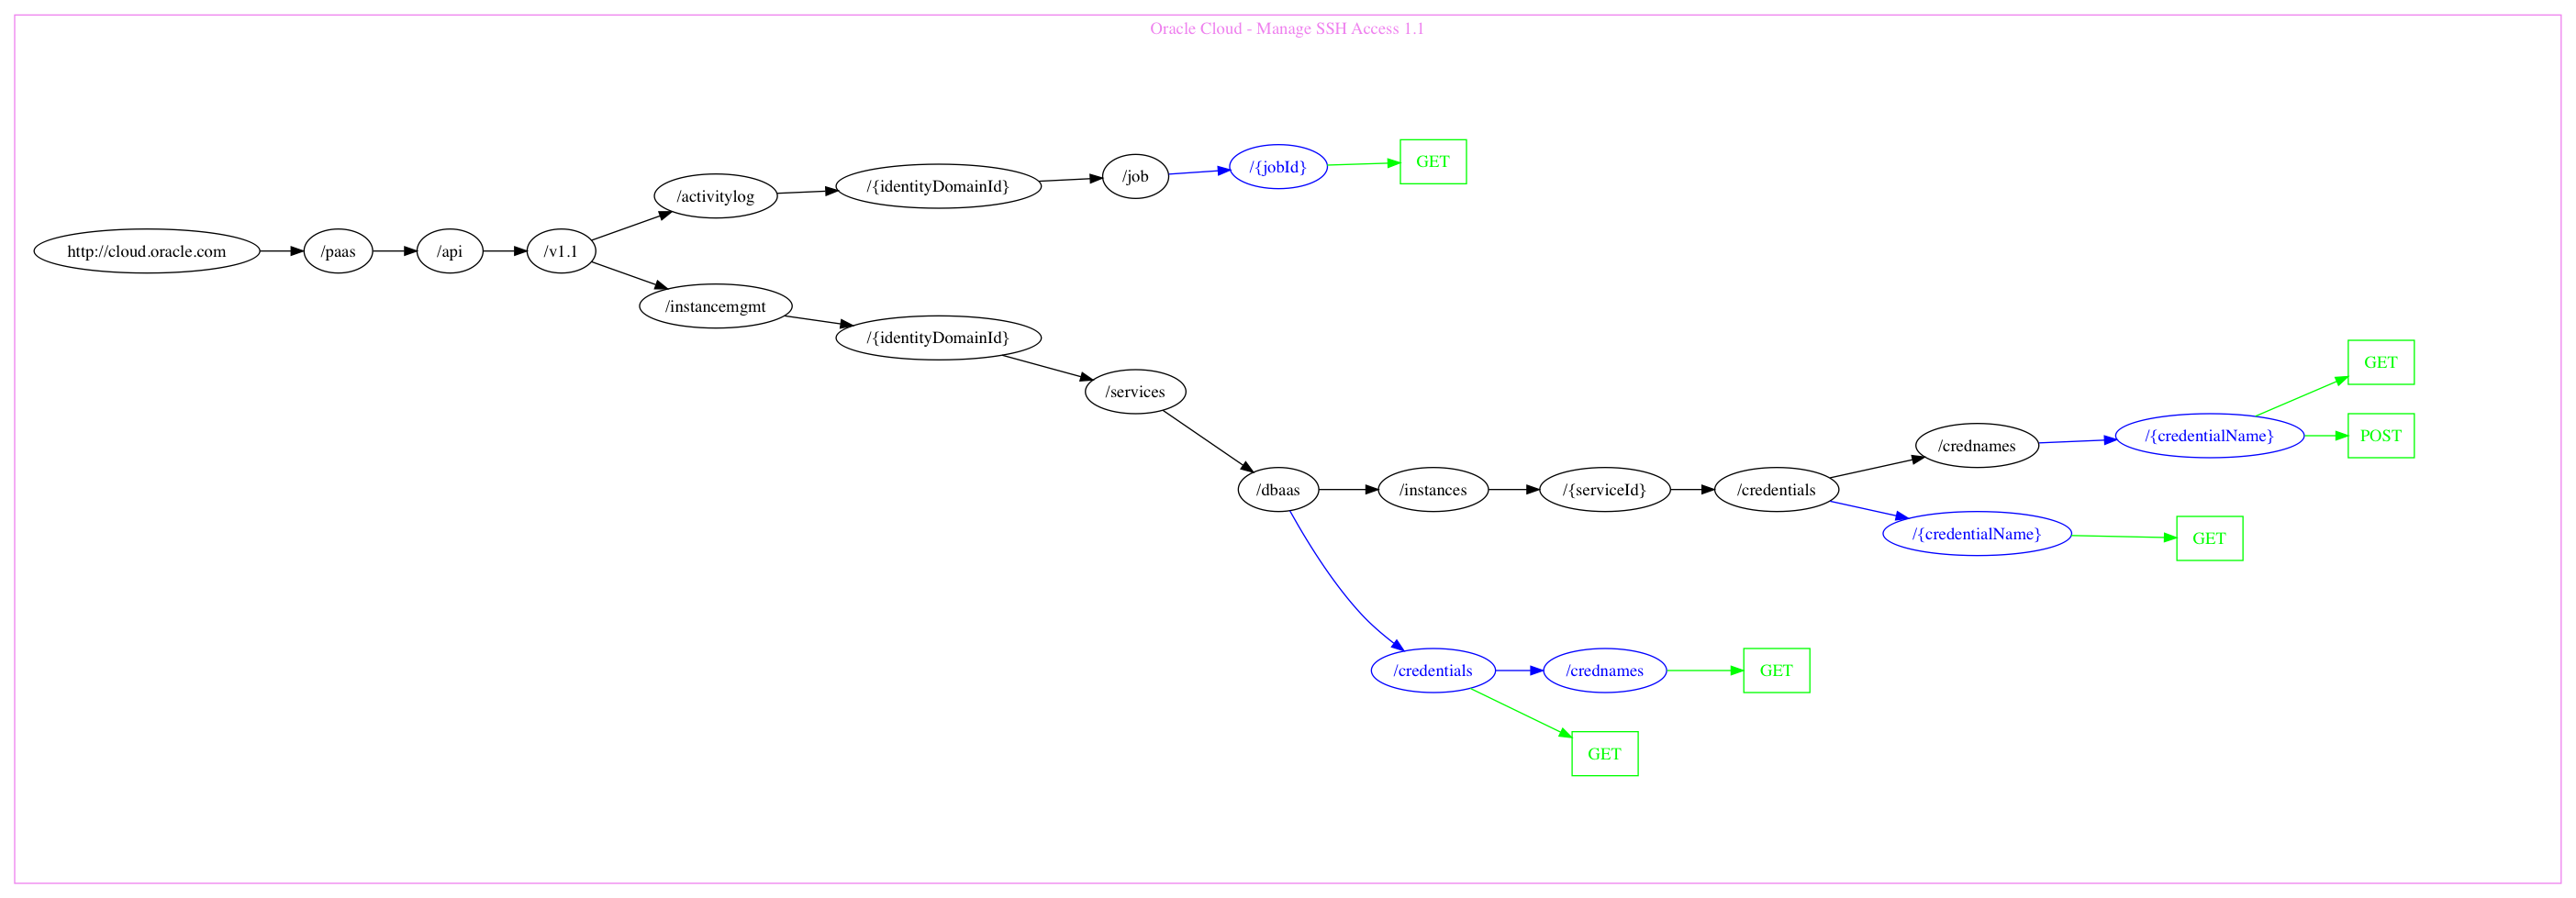 Oracle Cloud - Manage SSH Access 1.1
http://cloud.oracle.com
/paas
/api
/v1.1
/activitylog
/{identityDomainId}
/job
/{jobId}
GET
/instancemgmt
/{identityDomainId}
/services
/dbaas
/instances
/{serviceId}
/credentials
/crednames
/{credentialName}
GET
POST
/{credentialName}
GET
/credentials
/crednames
GET
GET